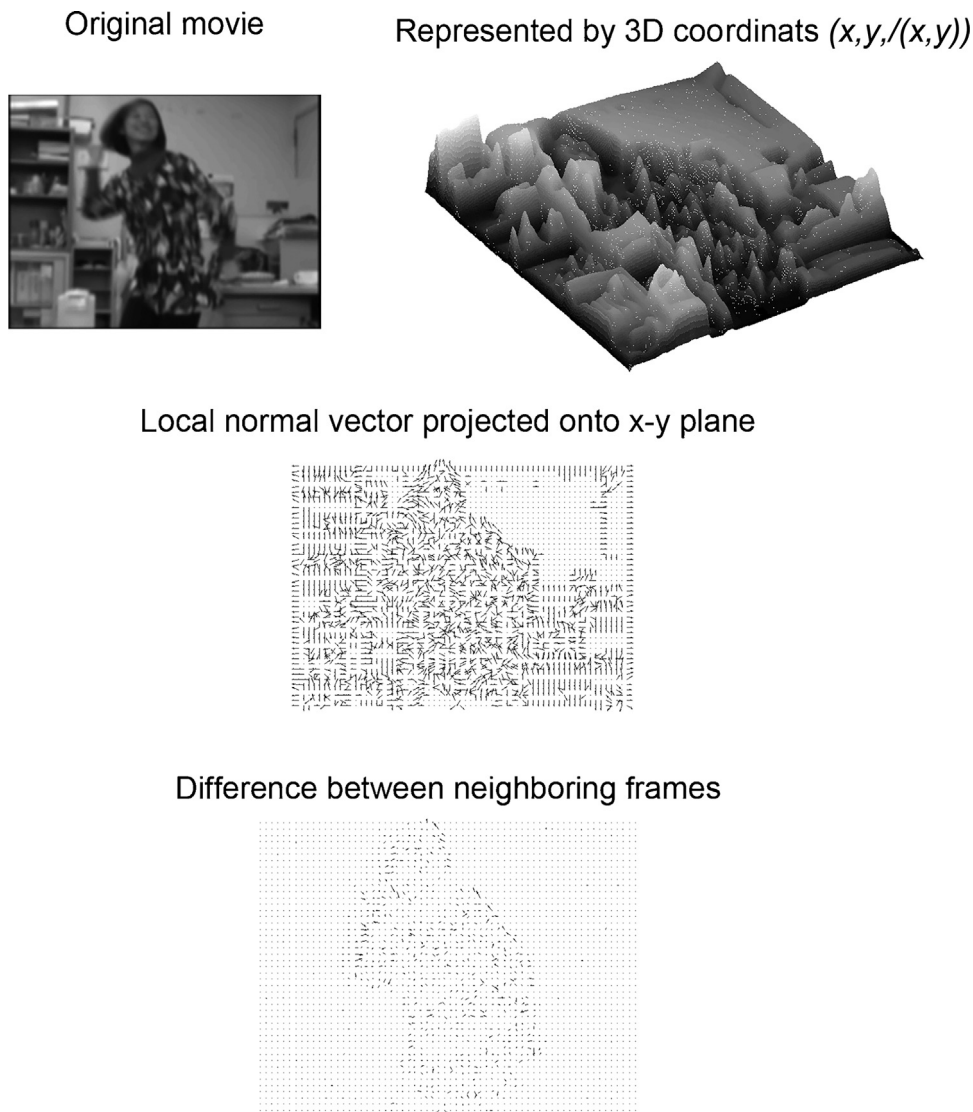 Original movie
Represented by 3D coordinats (x,y,/(x,y))
Local normal vector projected onto x-y plane
Difference between neighboring frames